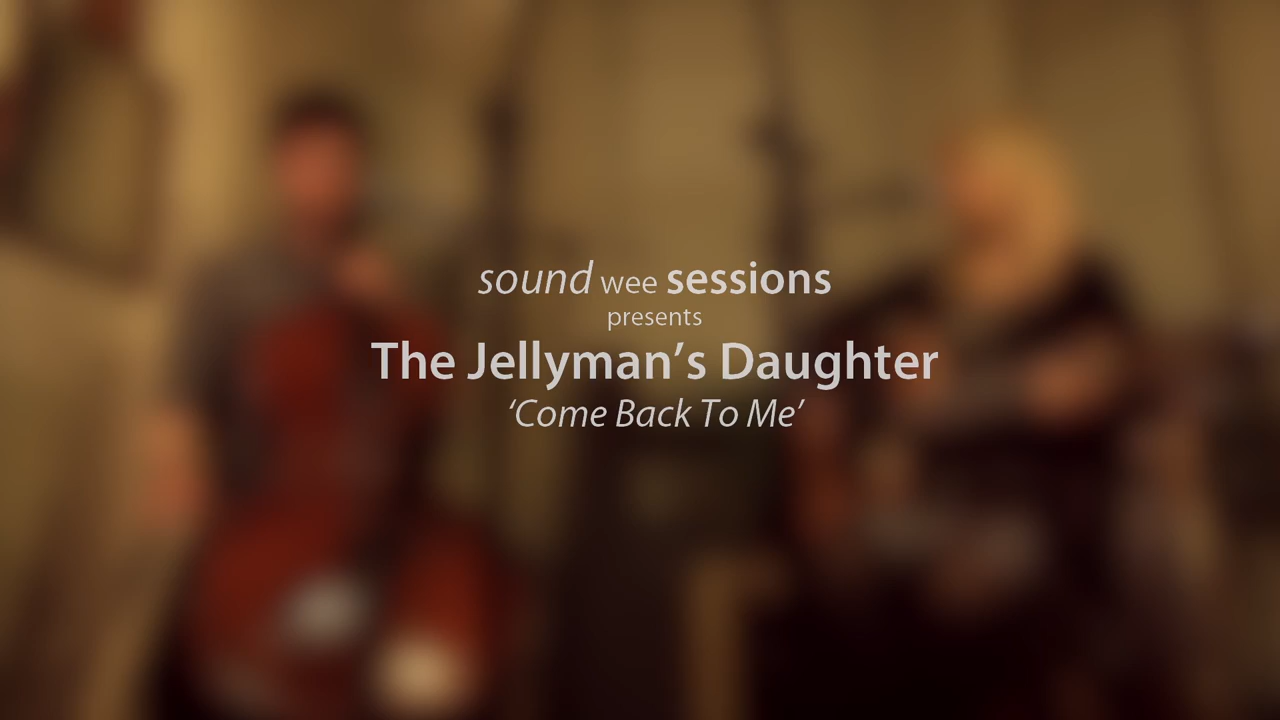 sound wee sessions
presents
The Jellyman’s Daughter
‘Come Back To Me’